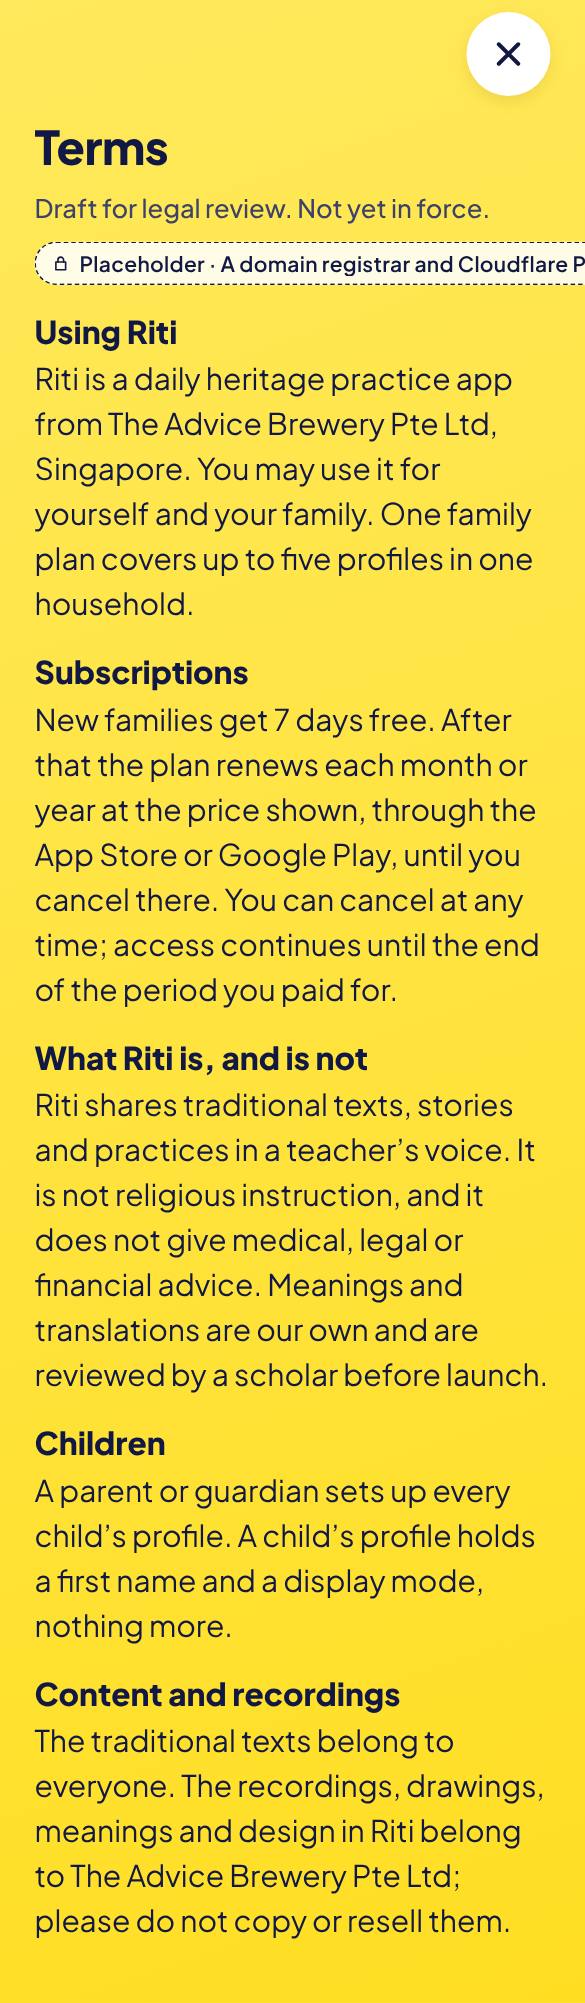 Terms
Draft for legal review. Not yet in force.
Placeholder · A domain registrar and Cloudflare P
Using Riti
Riti is a daily heritage practice app
from The Advice Brewery Pte Ltd,
Singapore. You may use it for
yourself and your family. One family
plan covers up to five profiles in one
household.
Subscriptions
New families get 7 days free. After
that the plan renews each month or
year at the price shown, through the
App Store or Google Play, until you
cancel there. You can cancel at any
time; access continues until the end
of the period you paid for.
What Riti is, and is not
Riti shares traditional texts, stories
and practices in a teacher’s voice. It
is not religious instruction, and it
does not give medical, legal or
financial advice. Meanings and
translations are our own and are
reviewed by a scholar before launch.
Children
A parent or guardian sets up every
child’s profile. A child’s profile holds
a first name and a display mode,
nothing more.
Content and recordings
The traditional texts belong to
everyone. The recordings, drawings,
meanings and design in Riti belong
to The Advice Brewery Pte Ltd;
please do not copy or resell them.